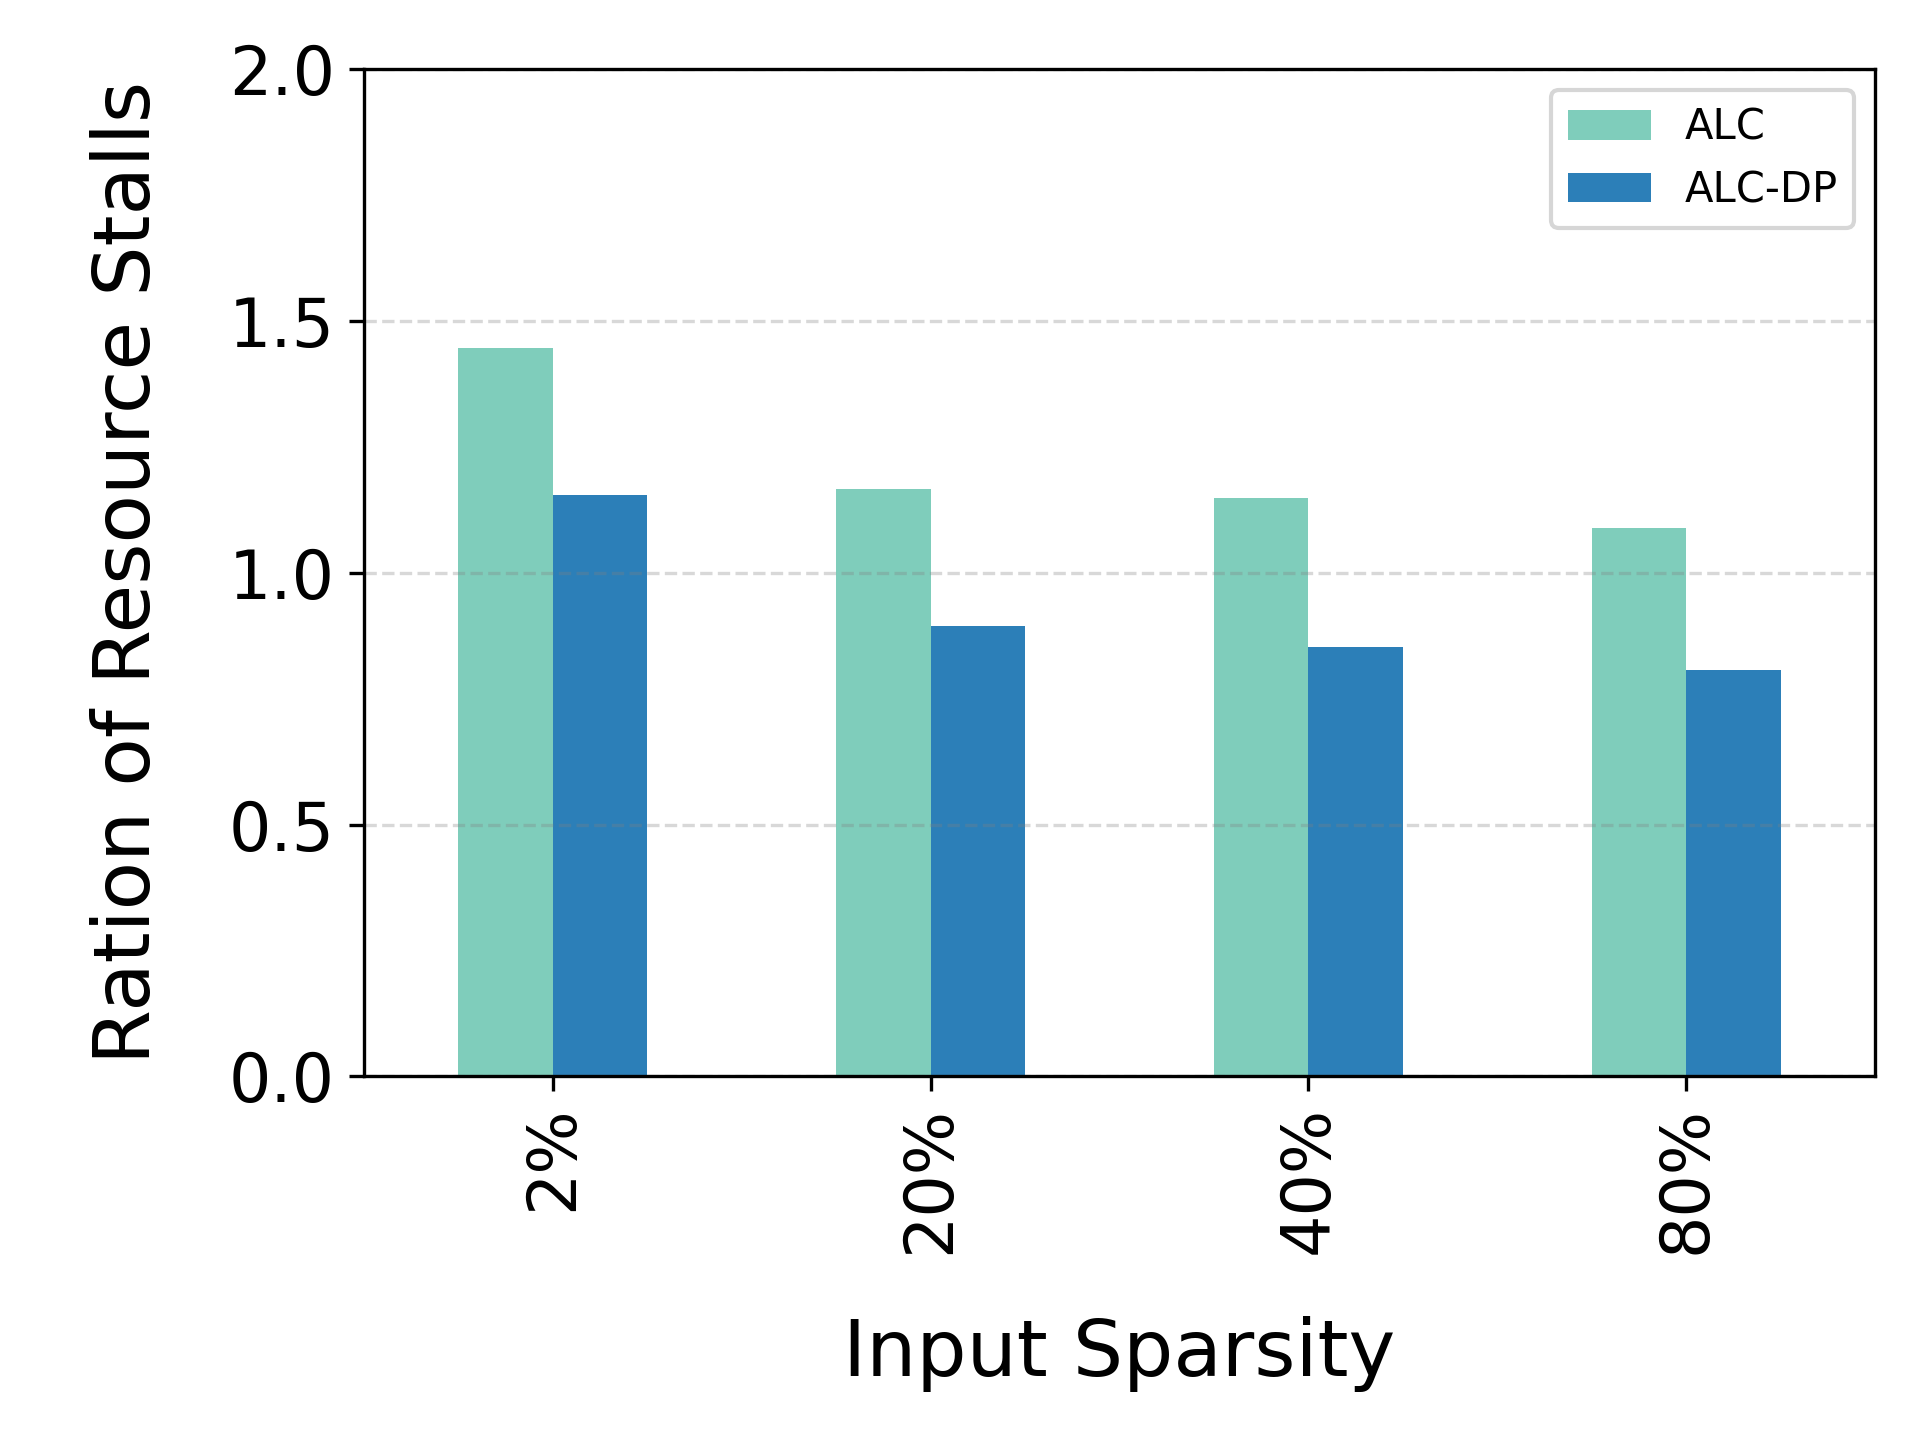 Ration of Resource Stalls
2.0
1.5
1.0
0.5
0.0
ALC
ALC-DP
2%
20%
40%
80%
Input Sparsity